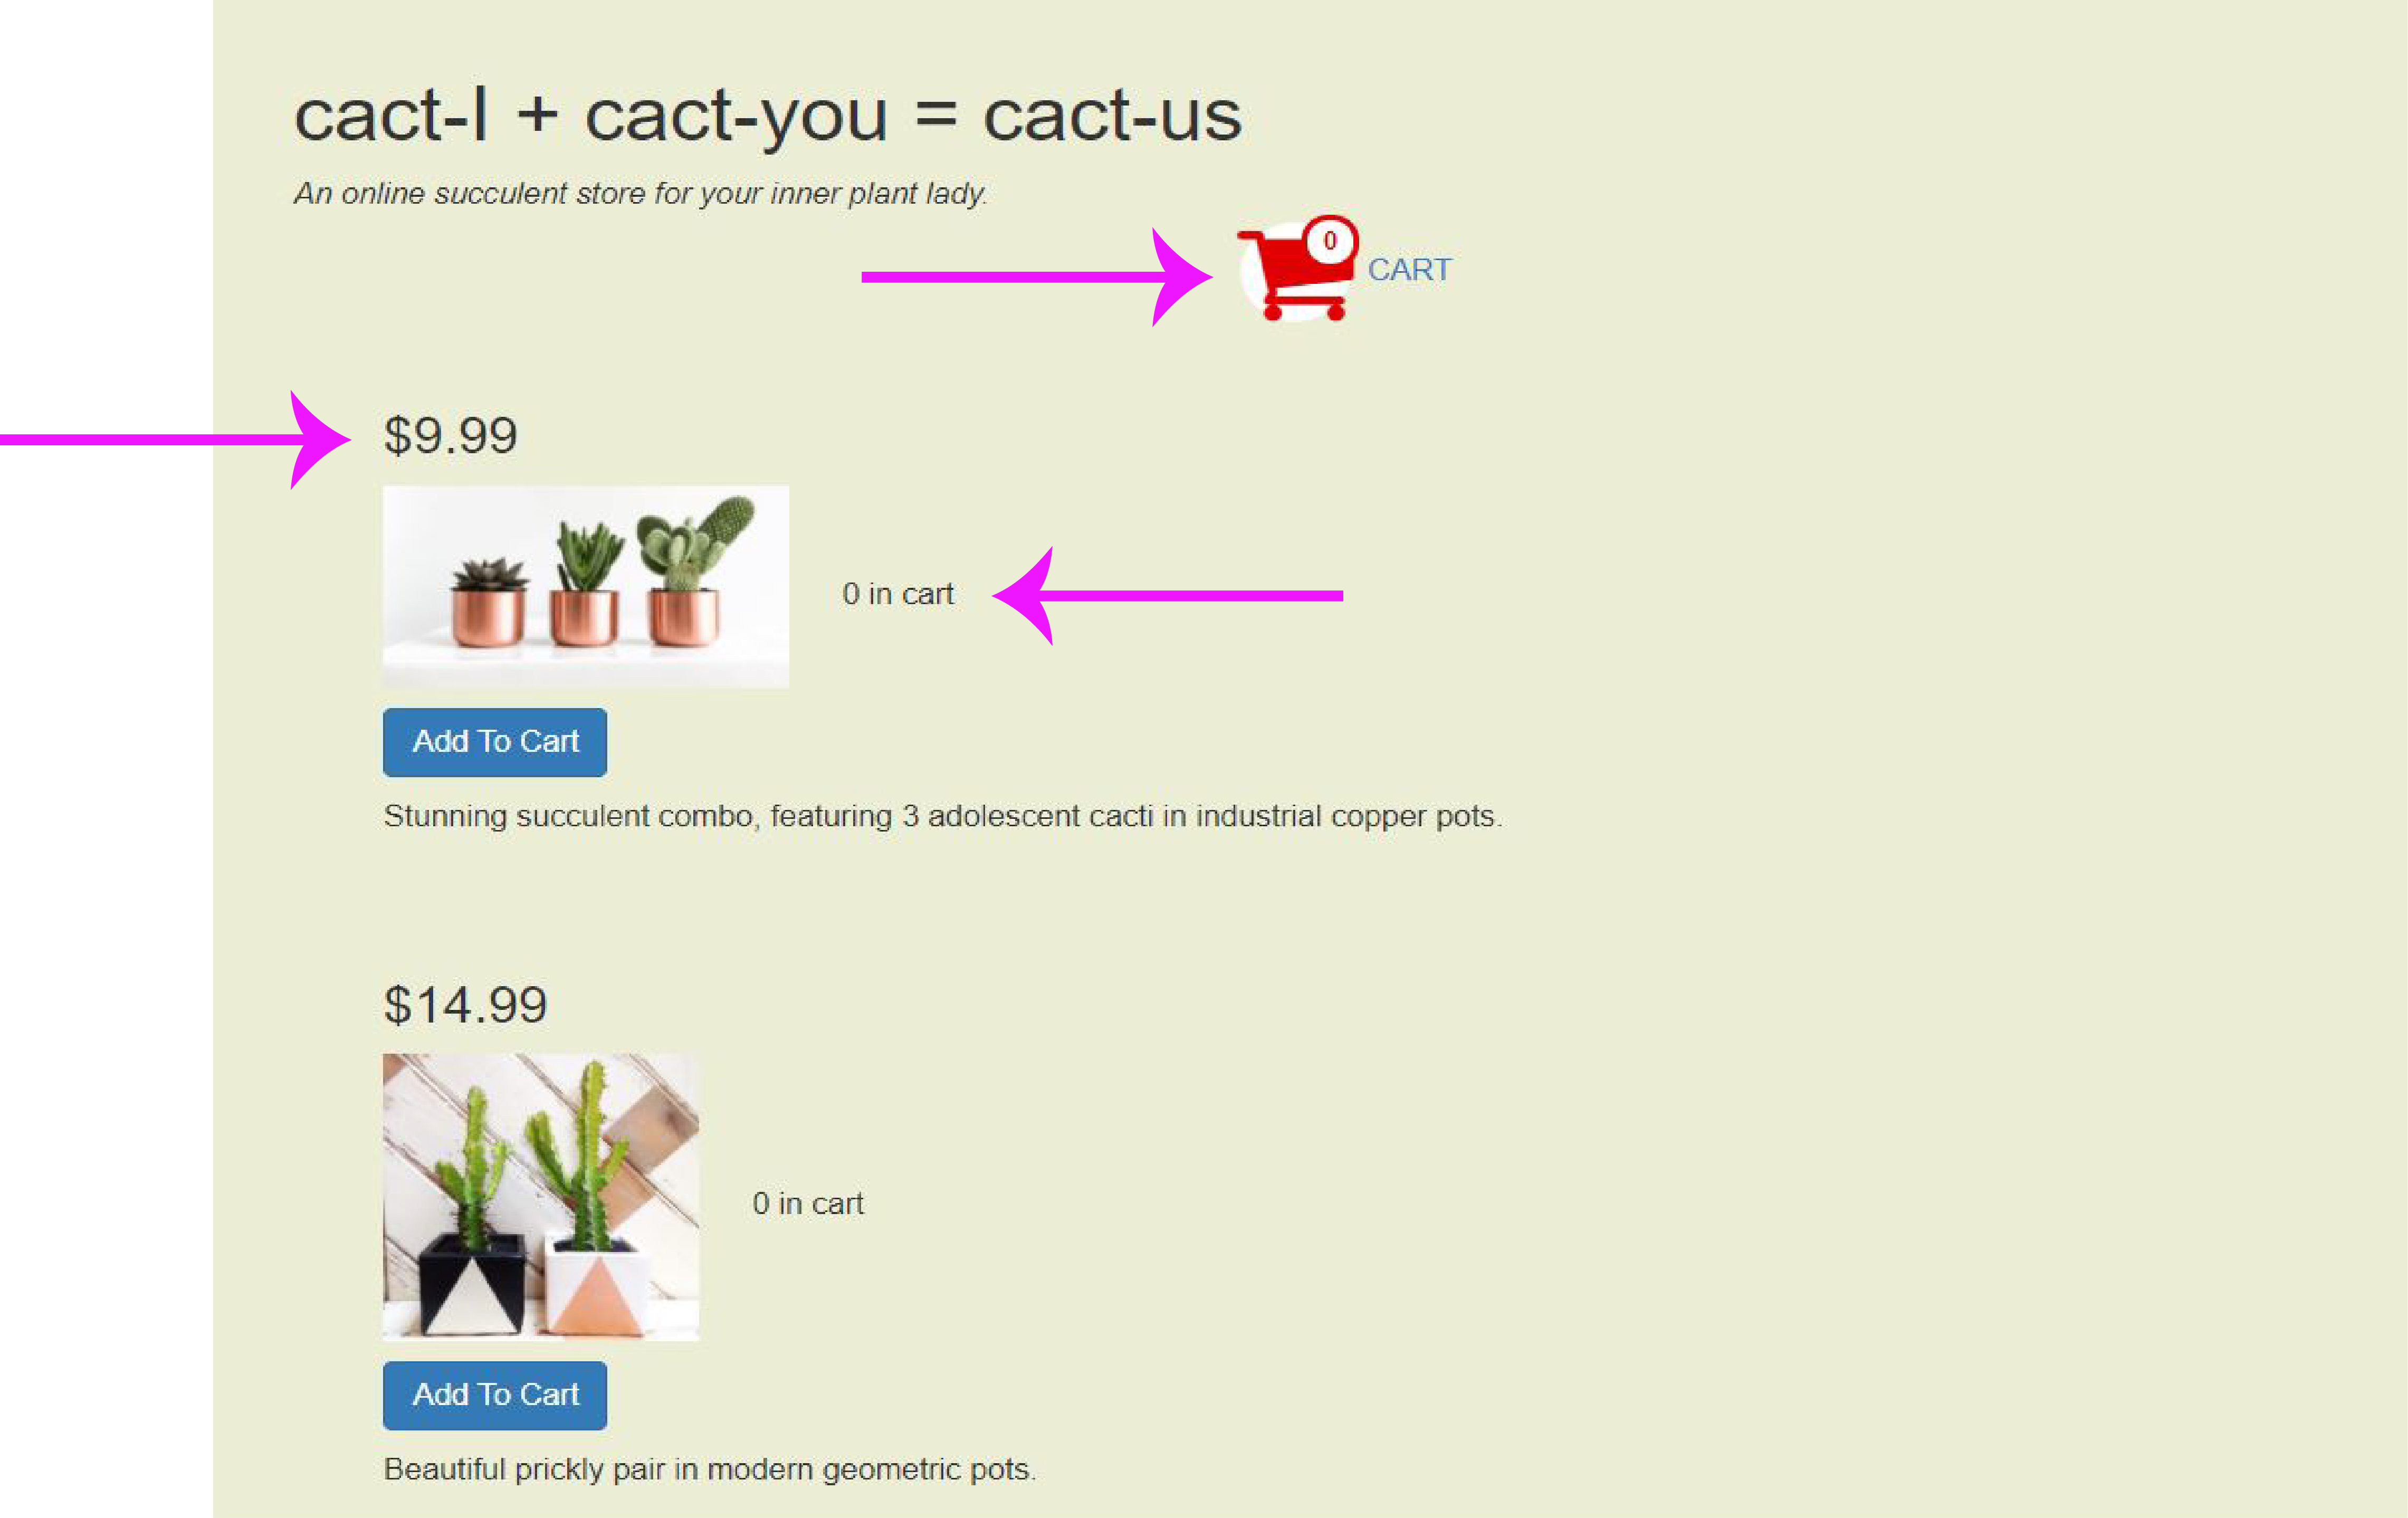 cact-I + cact-you = cact-us
An online succulent store for your inner plant lady.
0
CART
$9.99
0 in cart
Add To Cart
Stunning succulent combo, featuring 3 adolescent cacti in industrial copper pots.
$14.99
0 in cart
Add To Cart
Beautiful prickly pair in modern geometric pots.